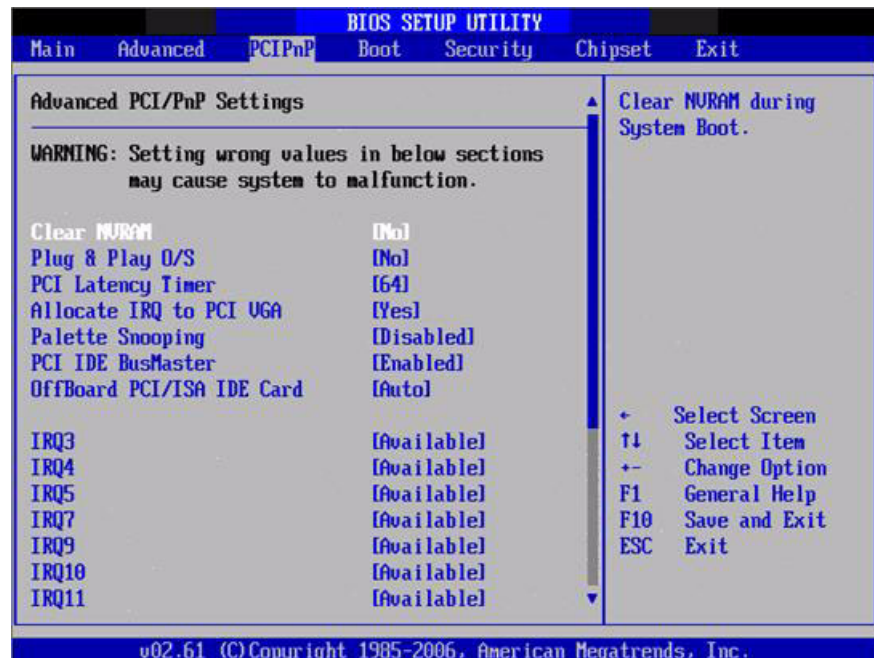 BIOS SETUP UTILITY
Main Advanced PCIPnP Boot Security Chipset Exit
Advanced PCI/PnP Settings
WARNING: Setting wrong values in below sections
may cause system to malfunction.
Clear NVRAM [No]
Plug & Play O/S [No]
PCI Latency Timer [64]
Allocate IRQ to PCI VGA [Yes]
Palette Snooping [Disabled]
PCI IDE BusMaster [Enabled]
OffBoard PCI/ISA IDE Card [Auto]
IRQ3 [Available]
IRQ4 [Available]
IRQ5 [Available]
IRQ7 [Available]
IRQ9 [Available]
IRQ10 [Available]
IRQ11 [Available]
Clear NVRAM during
System Boot.
← Select Screen
↑↓ Select Item
+- Change Option
F1 General Help
F10 Save and Exit
ESC Exit
v02.61 (C)Copyright 1985-2006, American Megatrends, Inc.